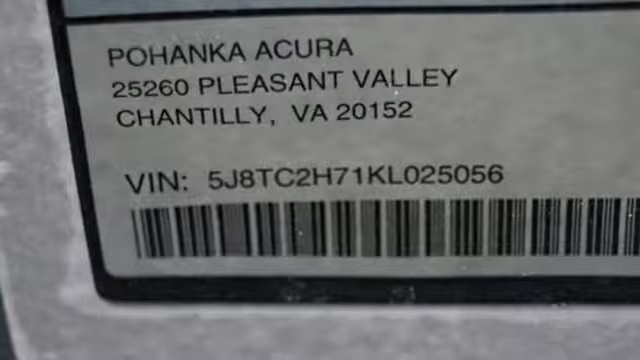 POHANKA ACURA
25260 PLEASANT VALLEY
CHANTILLY, VA 20152
VIN: 5J8TC2H71KL025056